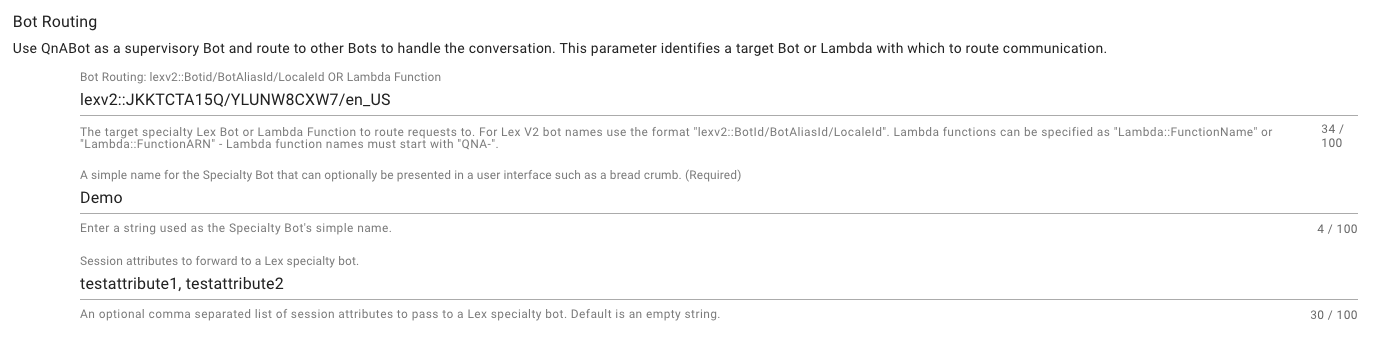 Bot Routing
Use QnABot as a supervisory Bot and route to other Bots to handle the conversation. This parameter identifies a target Bot or Lambda with which to route communication.
Bot Routing: lexv2::Botid/BotAliasId/LocaleId OR Lambda Function
lexv2::JKKTCTA15Q/YLUNW8CXW7/en_US
The target specialty Lex Bot or Lambda Function to route requests to. For Lex V2 bot names use the format "lexv2::BotId/BotAliasId/LocaleId". Lambda functions can be specified as "Lambda::FunctionName" or
"Lambda::FunctionARN" - Lambda function names must start with "QNA-".
34 /
100
A simple name for the Specialty Bot that can optionally be presented in a user interface such as a bread crumb. (Required)
Demo
Enter a string used as the Specialty Bot's simple name.
4 / 100
Session attributes to forward to a Lex specialty bot.
testattribute1, testattribute2
An optional comma separated list of session attributes to pass to a Lex specialty bot. Default is an empty string.
30 / 100